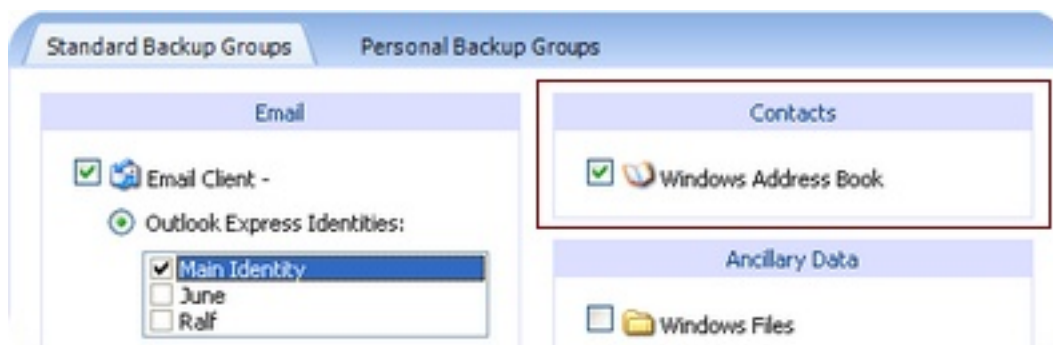 Standard Backup Groups
Personal Backup Groups
Email
Email Client -
Outlook Express Identities:
Main Identity
June
Ralf
Contacts
Windows Address Book
Ancillary Data
Windows Files